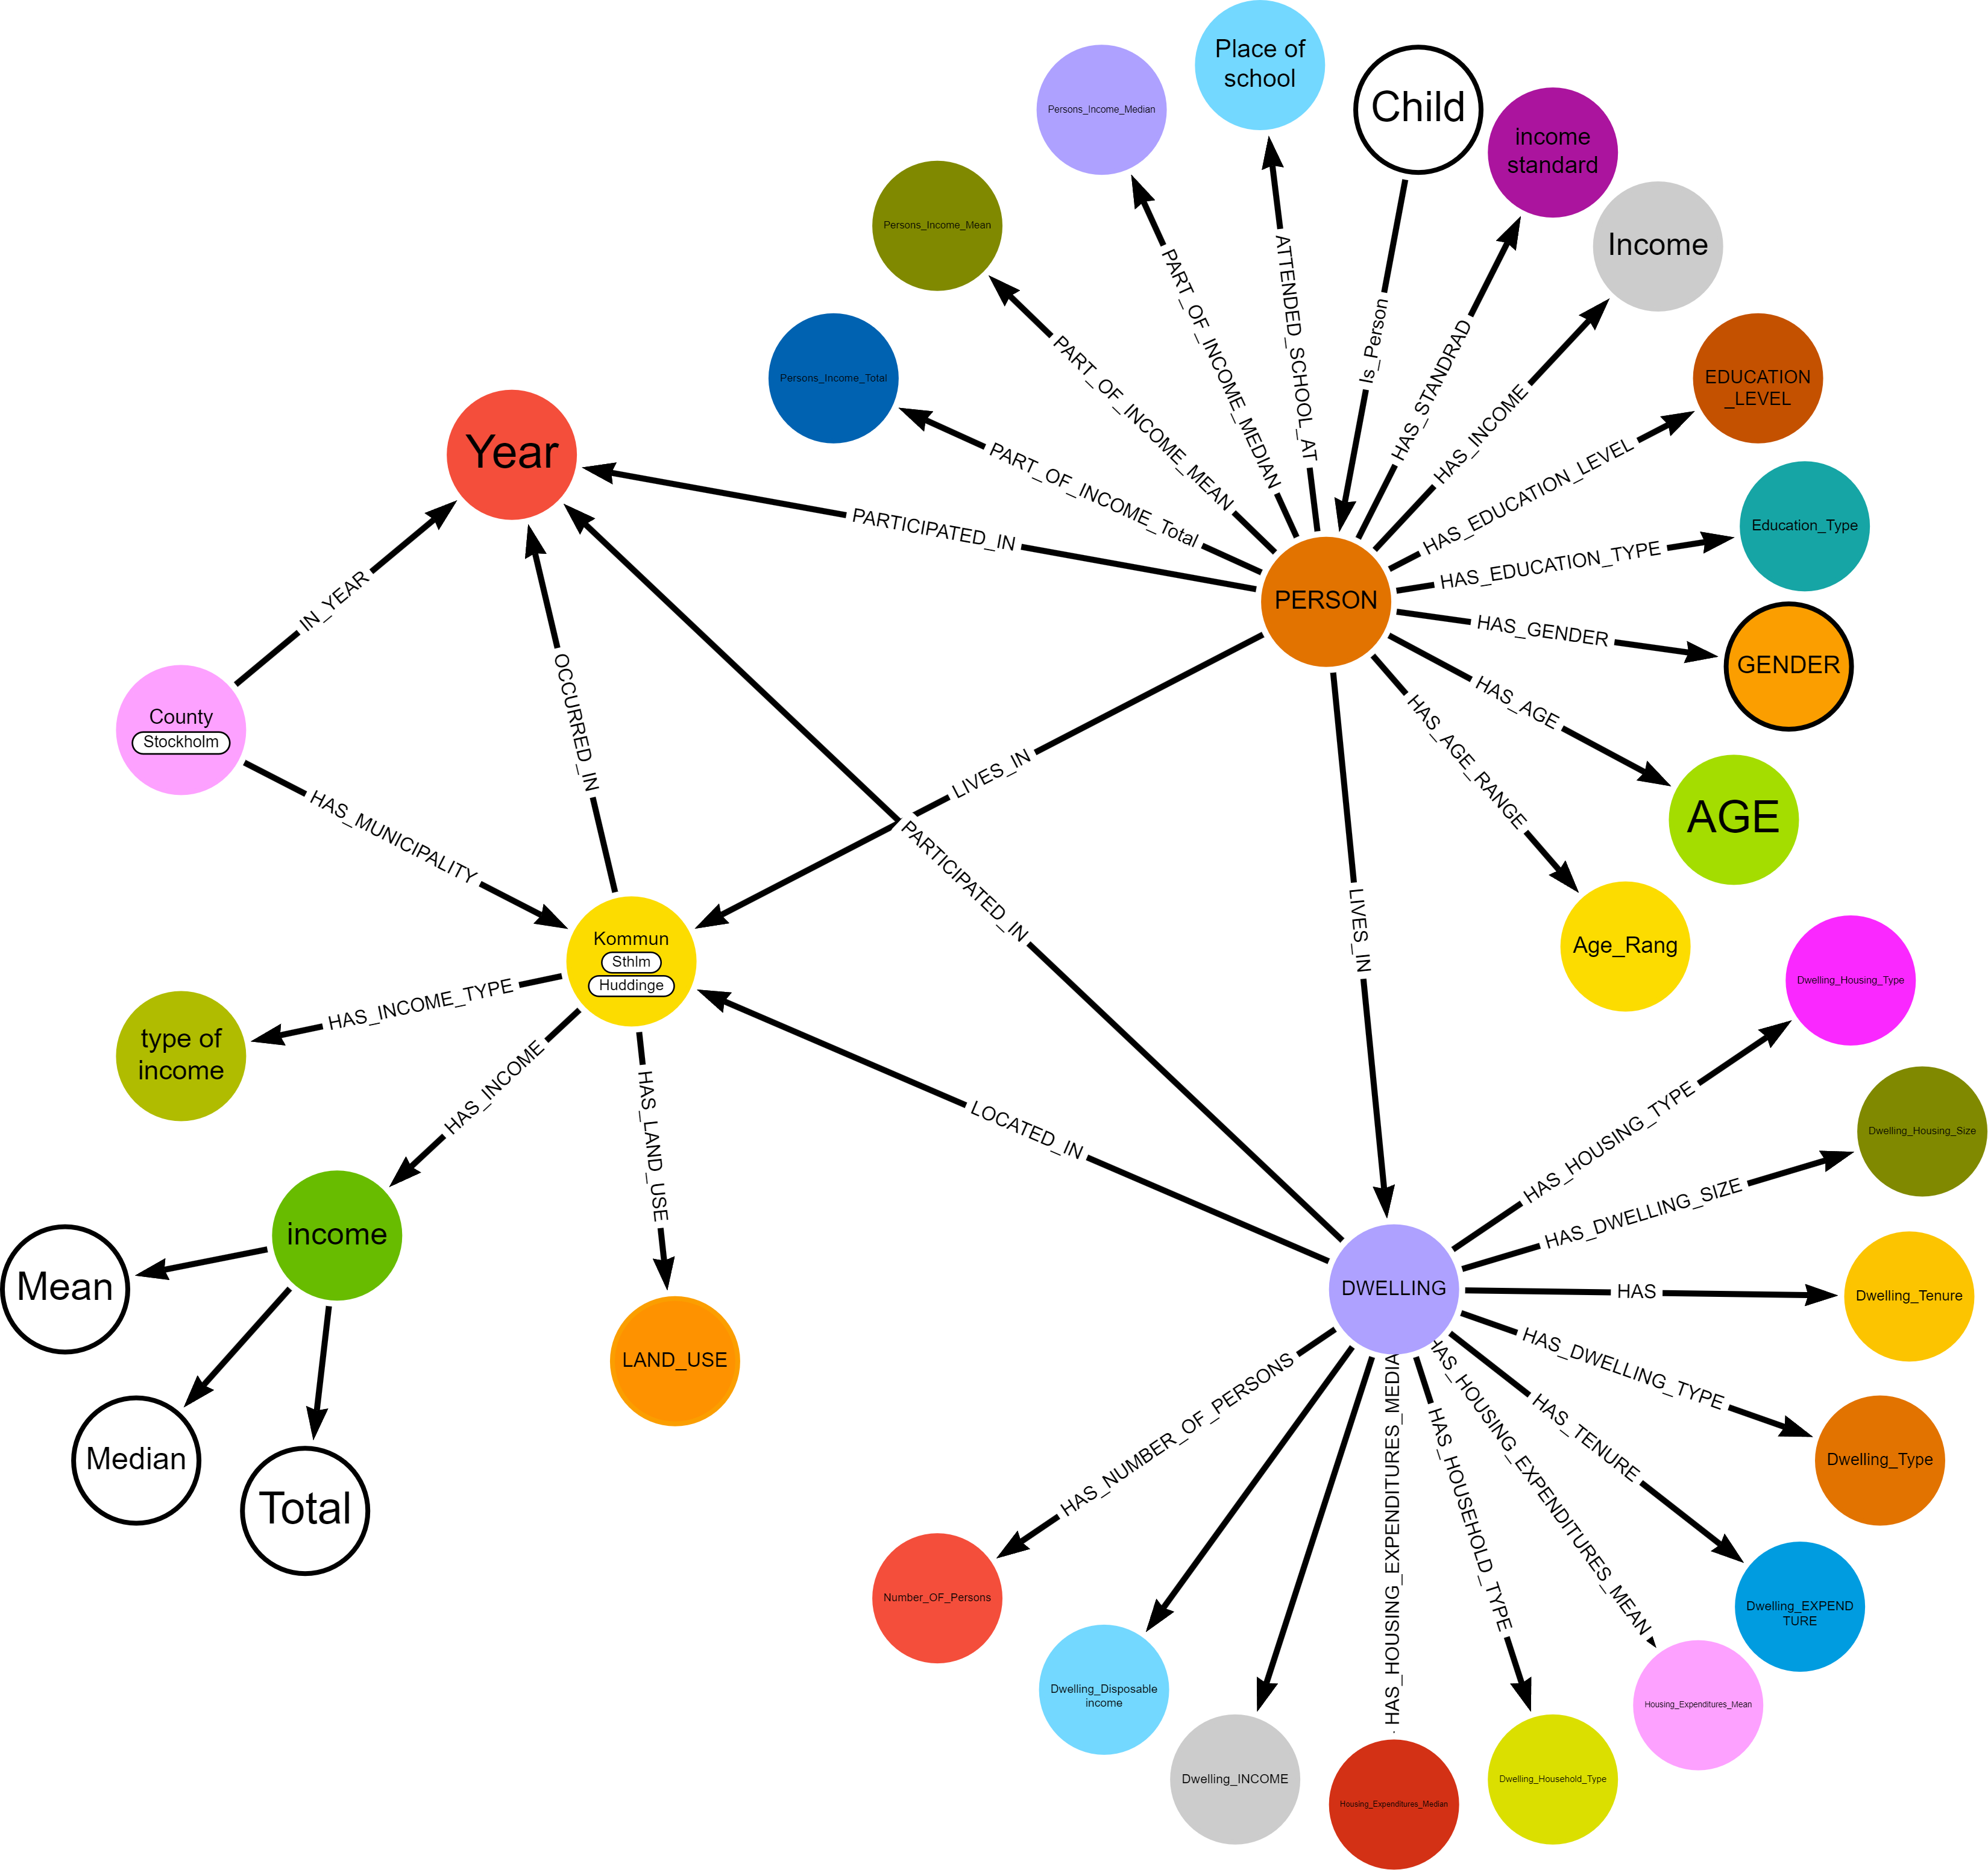 Place of
school
Child
Persons_Income_Median
income
standard
Persons_Income_Mean
Income
Persons_Income_Total
EDUCATION
_LEVEL
Year
Education_Type
PERSON
GENDER
County
Stockholm
AGE
Kommun
Sthlm
Huddinge
Age_Rang
Dwelling_Housing_Type
type of
income
Dwelling_Housing_Size
income
Mean
DWELLING
Dwelling_Tenure
LAND_USE
Median
Total
Dwelling_Type
Number_OF_Persons
Dwelling_EXPEND
TURE
Dwelling_Disposable
income
Housing_Expenditures_Mean
Dwelling_INCOME
Housing_Expenditures_Median
Dwelling_Household_Type
PART_OF_INCOME_MEDIAN
ATTENDED_SCHOOL_AT
Is_Person
HAS_STANDRAD
HAS_INCOME
PART_OF_INCOME_MEAN
PART_OF_INCOME_Total
HAS_EDUCATION_LEVEL
HAS_EDUCATION_TYPE
HAS_GENDER
HAS_AGE
HAS_AGE_RANGE
PARTICIPATED_IN
IN_YEAR
OCCURRED_IN
LIVES_IN
HAS_MUNICIPALITY
PARTICIPATED_IN
LIVES_IN
HAS_INCOME_TYPE
HAS_INCOME
HAS_LAND_USE
LOCATED_IN
HAS_HOUSING_TYPE
HAS_DWELLING_SIZE
HAS
HAS_DWELLING_TYPE
HAS_TENURE
HAS_HOUSING_EXPENDITURES_MEAN
HAS_HOUSEHOLD_TYPE
HAS_HOUSING_EXPENDITURES_MEDIA
HAS_NUMBER_OF_PERSONS